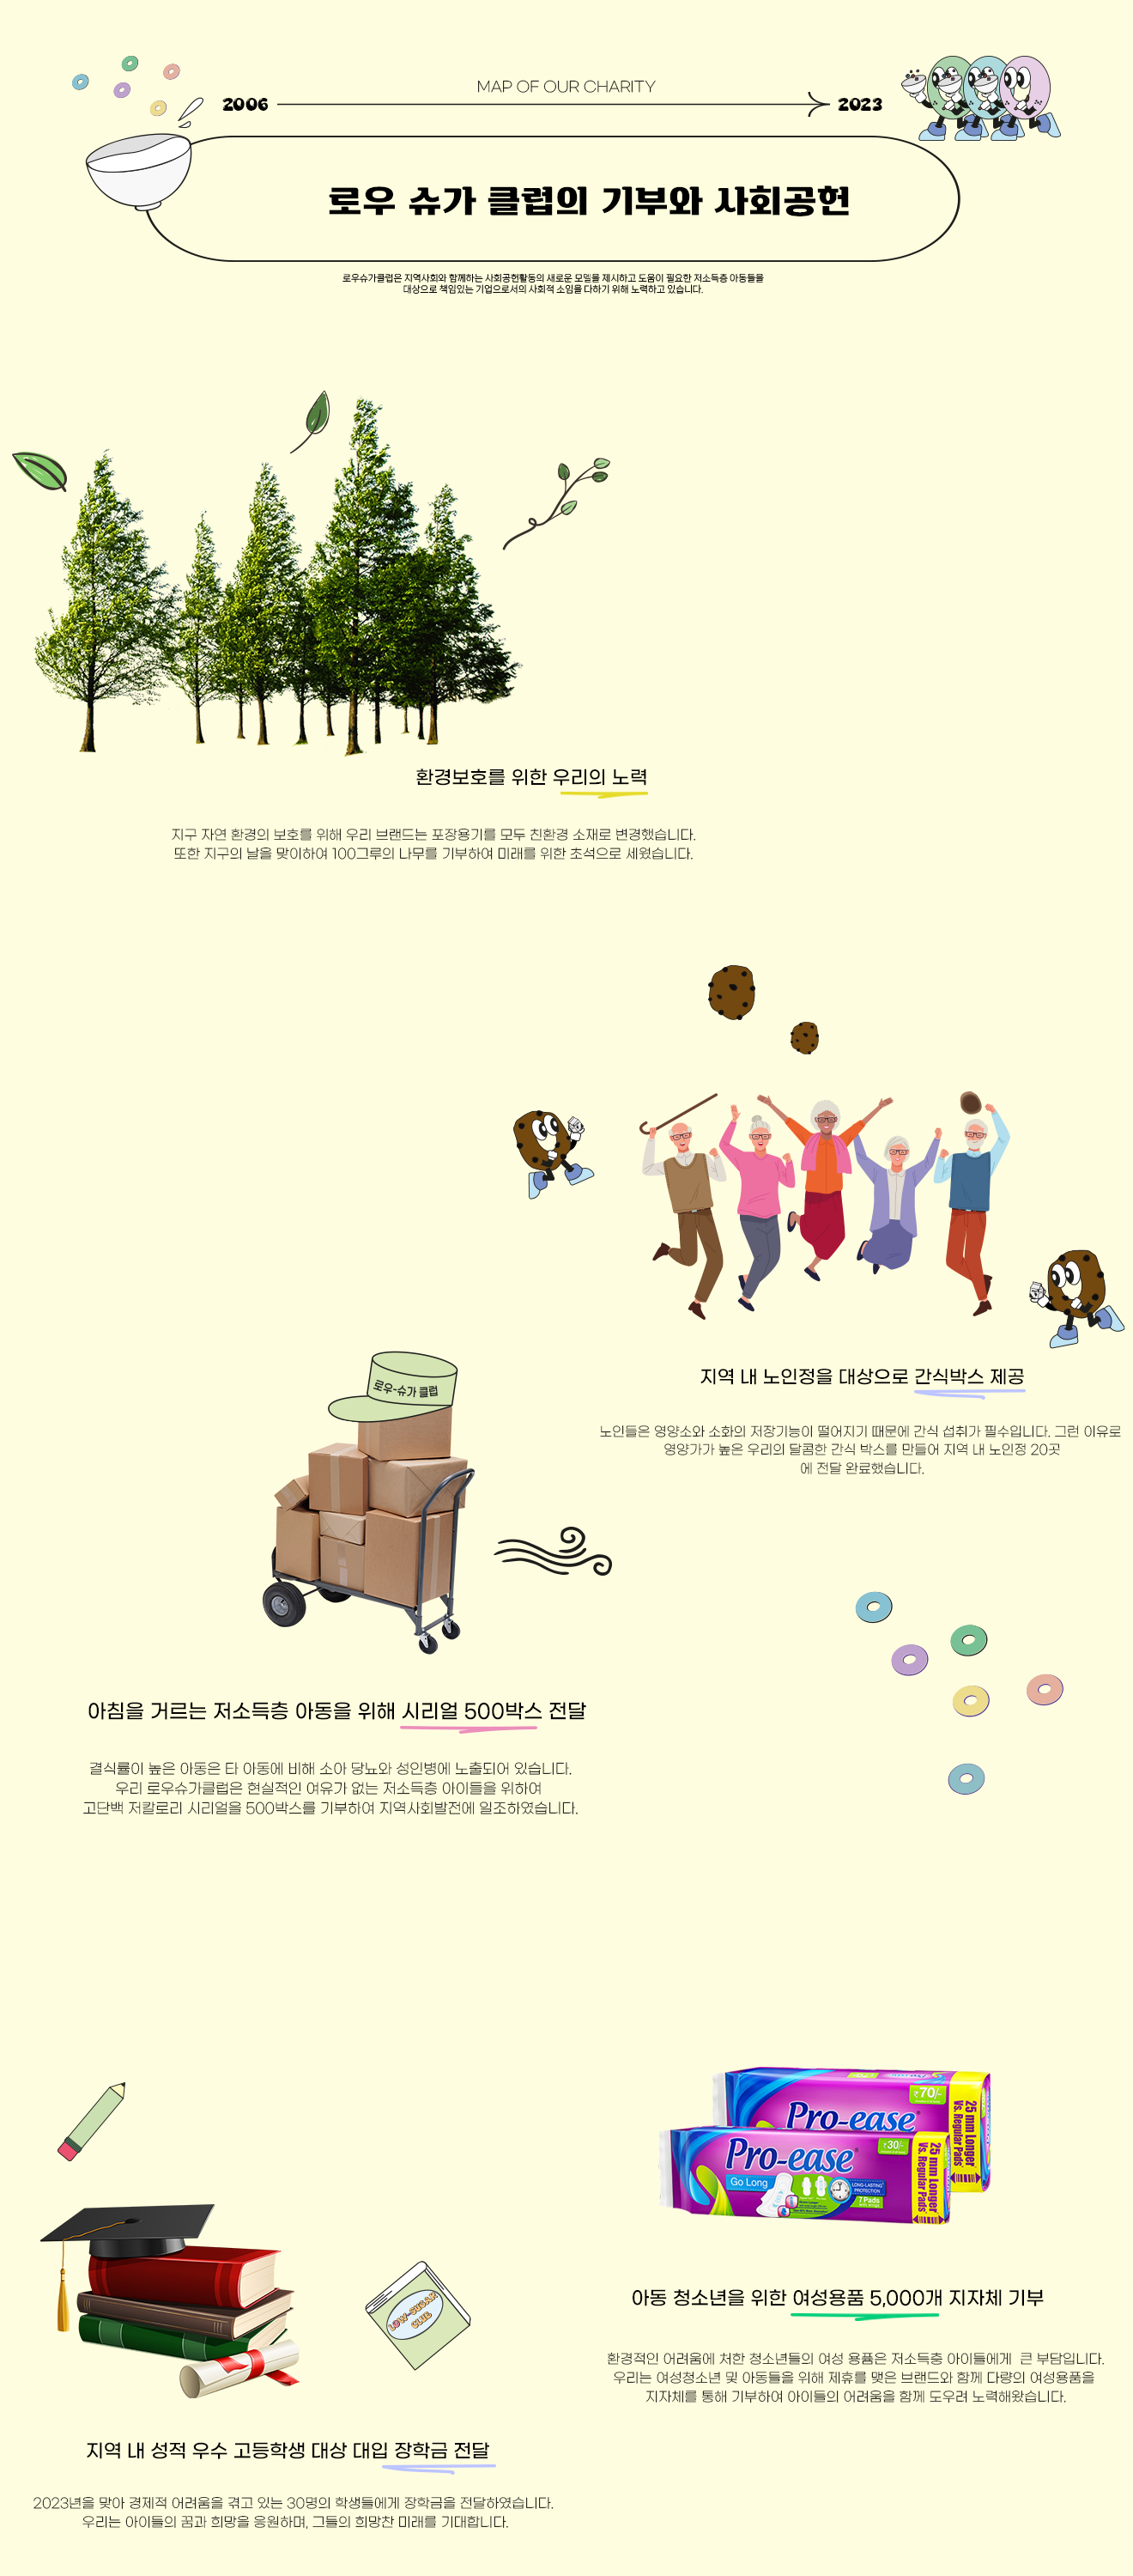 MAP OF OUR CHARITY
2006
2023
로우 슈가 클럽의 기부와 사회공헌
로우슈가클럽은 지역사회와 함께하는 사회공헌활동의 새로운 모델을 제시하고 도움이 필요한 저소득층 아동들을
대상으로 책임있는 기업으로서의 사회적 소임을 다하기 위해 노력하고 있습니다.
환경보호를 위한 우리의 노력
지구 자연 환경의 보호를 위해 우리 브랜드는 포장용기를 모두 친환경 소재로 변경했습니다.
또한 지구의 날을 맞이하여 100그루의 나무를 기부하여 미래를 위한 초석으로 세웠습니다.
지역 내 노인정을 대상으로 간식박스 제공
노인들은 영양소와 소화의 저장기능이 떨어지기 때문에 간식 섭취가 필수입니다. 그런 이유로
영양가가 높은 우리의 달콤한 간식 박스를 만들어 지역 내 노인정 20곳
에 전달 완료했습니다.
로우-슈가 클럽
아침을 거르는 저소득층 아동을 위해 시리얼 500박스 전달
결식률이 높은 아동은 타 아동에 비해 소아 당뇨와 성인병에 노출되어 있습니다.
우리 로우슈가클럽은 현실적인 여유가 없는 저소득층 아이들을 위하여
고단백 저칼로리 시리얼을 500박스를 기부하여 지역사회발전에 일조하였습니다.
₹70/-
Pro-ease
25 mm Longer
Vs. Regular Pads
₹30/-
Pro-ease
Go Long
LONG-LASTING
PROTECTION
7 Pads
25 mm Longer
Vs. Regular Pads
아동 청소년을 위한 여성용품 5,000개 지자체 기부
환경적인 어려움에 처한 청소년들의 여성 용품은 저소득층 아이들에게 큰 부담입니다.
우리는 여성청소년 및 아동들을 위해 제휴를 맺은 브랜드와 함께 다량의 여성용품을
지자체를 통해 기부하여 아이들의 어려움을 함께 도우려 노력해왔습니다.
LOW-SUGAR
CLUB
지역 내 성적 우수 고등학생 대상 대입 장학금 전달
2023년을 맞아 경제적 어려움을 겪고 있는 30명의 학생들에게 장학금을 전달하였습니다.
우리는 아이들의 꿈과 희망을 응원하며, 그들의 희망찬 미래를 기대합니다.